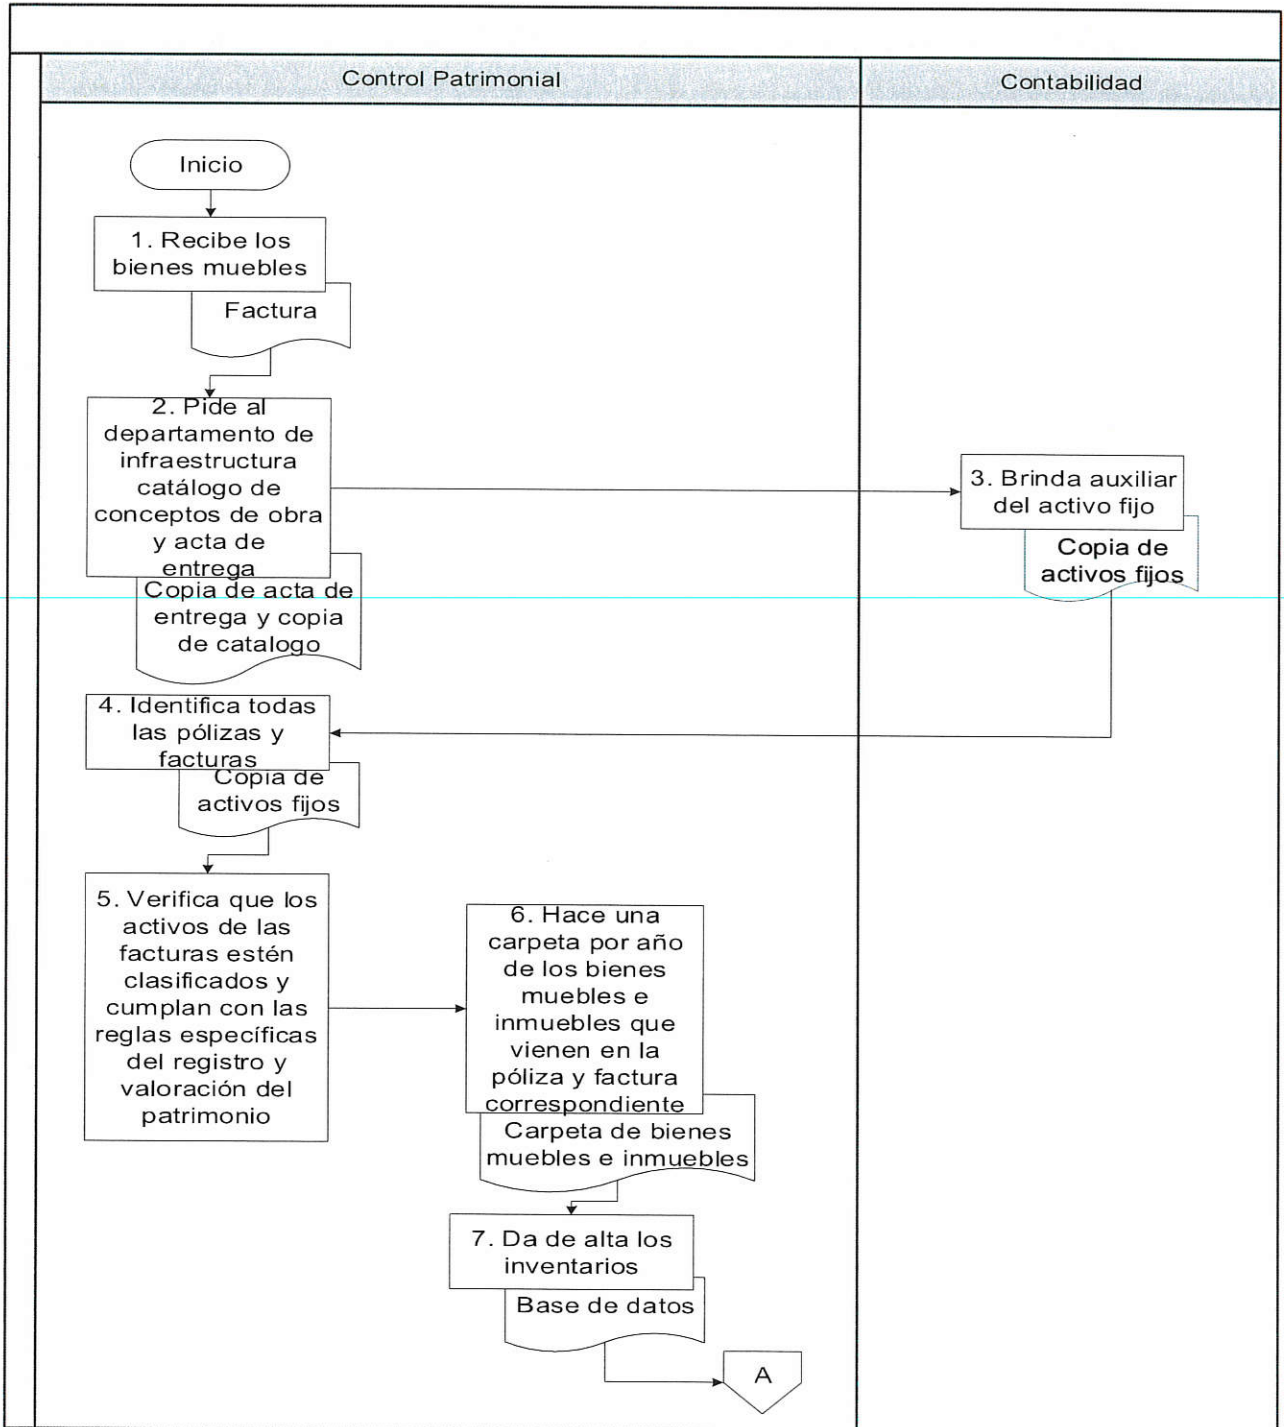 Control Patrimonial
Contabilidad
Inicio
1. Recibe los
bienes muebles
Factura
2. Pide al
departamento de
infraestructura
catálogo de
conceptos de obra
y acta de
entrega
Copia de acta de
entrega y copia
de catalogo
3. Brinda auxiliar
del activo fijo
Copia de
activos fijos
4. Identifica todas
las pólizas y
facturas
Copia de
activos fijos
5. Verifica que los
activos de las
facturas estén
clasificados y
cumplan con las
reglas específicas
del registro y
valoración del
patrimonio
6. Hace una
carpeta por año
de los bienes
muebles e
inmuebles que
vienen en la
póliza y factura
correspondiente
Carpeta de bienes
muebles e inmuebles
7. Da de alta los
inventarios
Base de datos
A